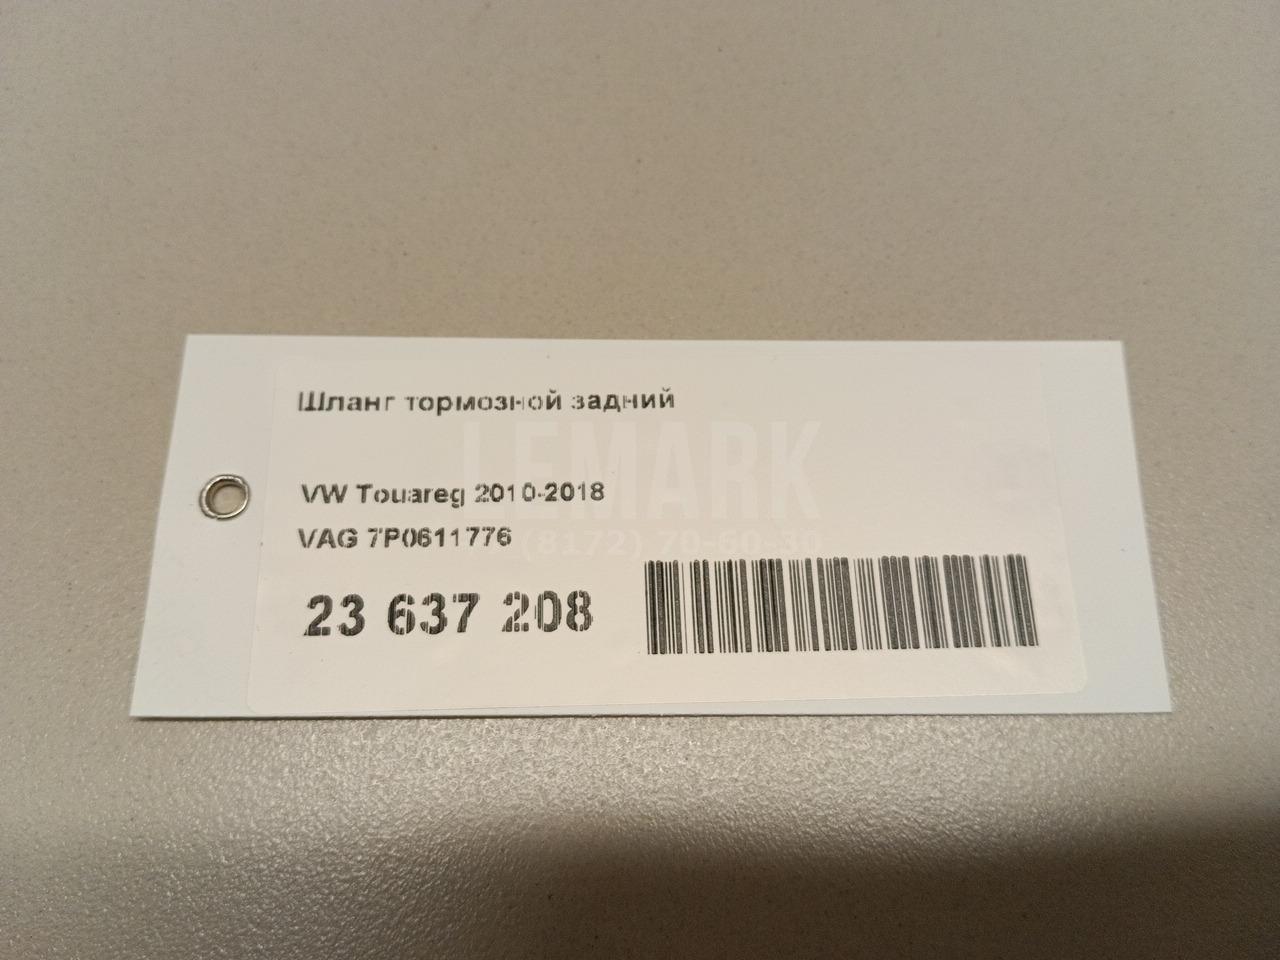 Шланг тормозной задний
LEMARK
VW Touareg 2010-2018
VAG 7P0611776
(8172) 70-60-30
23 637 208